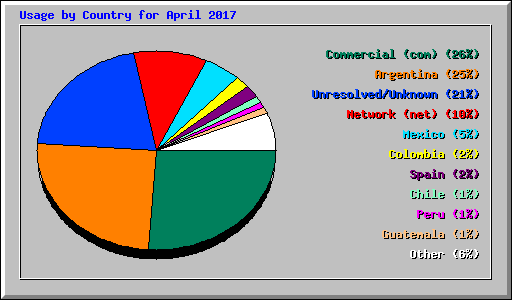 Usage by Country for April 2017
Commercial (com) (26%)
Argentina (25%)
Unresolved/Unknown (21%)
Network (net) (10%)
Mexico (5%)
Colombia (2%)
Spain (2%)
Chile (1%)
Peru (1%)
Guatemala (1%)
Other (6%)